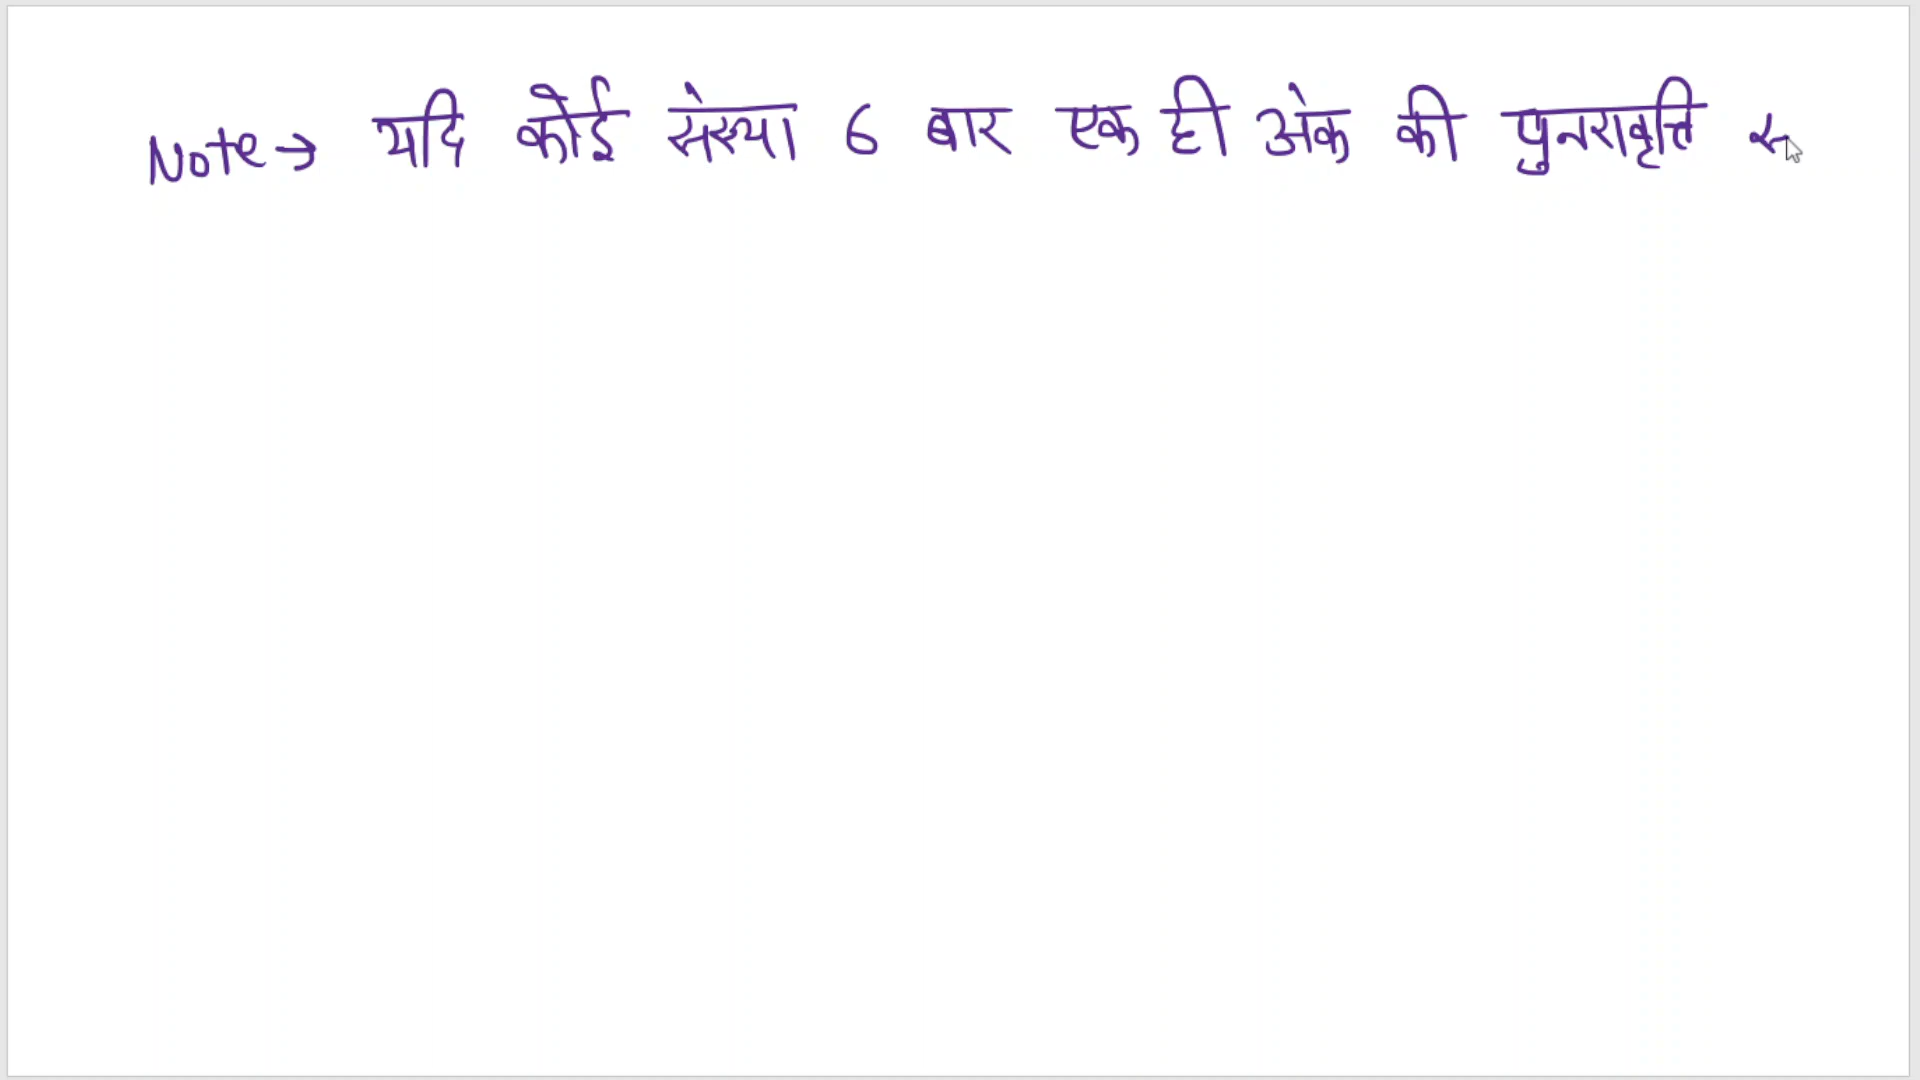 Note → यदि कोई संख्या 6 बार एक ही अंक की पुनरावृत्ति